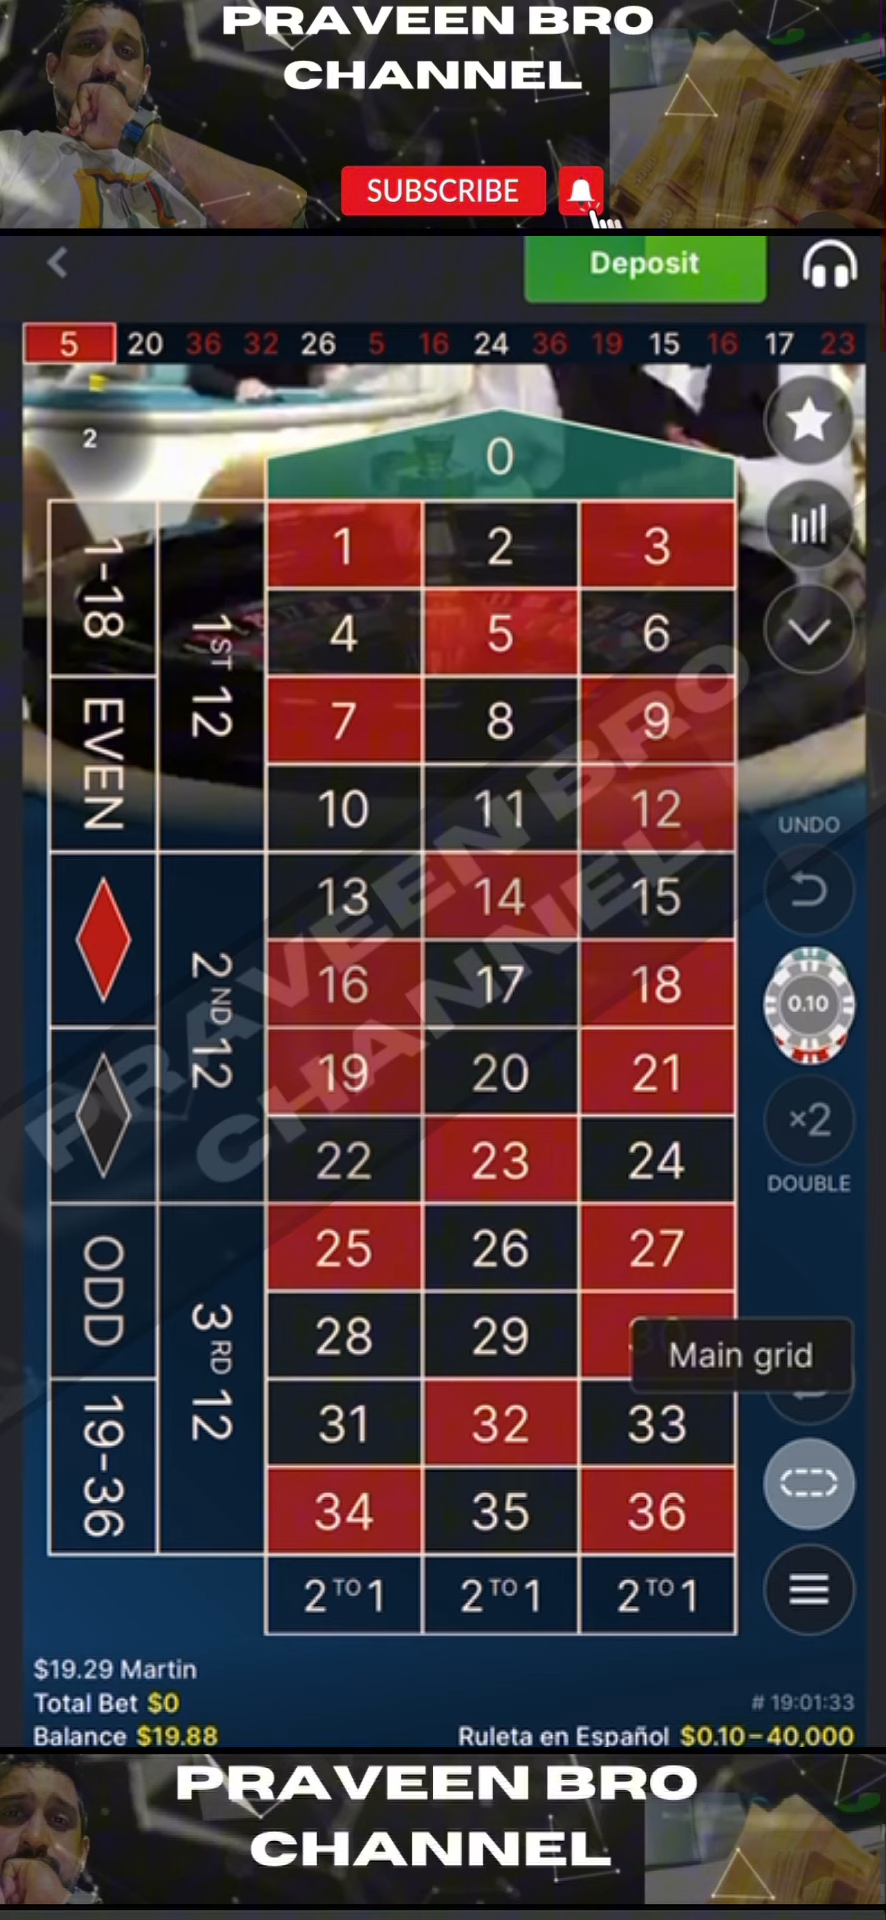 PRAVEEN BRO
CHANNEL
SUBSCRIBE
Deposit
5 20 36 32 26 5 16 24 36 19 15 16 17 23
2
0
1 2 3
4 5 6
7 8 9
10 11 12
13 14 15
16 17 18
19 20 21
22 23 24
25 26 27
28 29 30
31 32 33
34 35 36
2 TO 1 2 TO 1 2 TO 1
1-18
EVEN
ODD
19-36
1ST 12
2ND 12
3RD 12
PRAVEEN BRO
CHANNEL
UNDO
0.10
×2
DOUBLE
Main grid
$19.29 Martin
Total Bet $0
# 19:01:33
Balance $19.88
Ruleta en Español $0.10-40,000
PRAVEEN BRO
CHANNEL